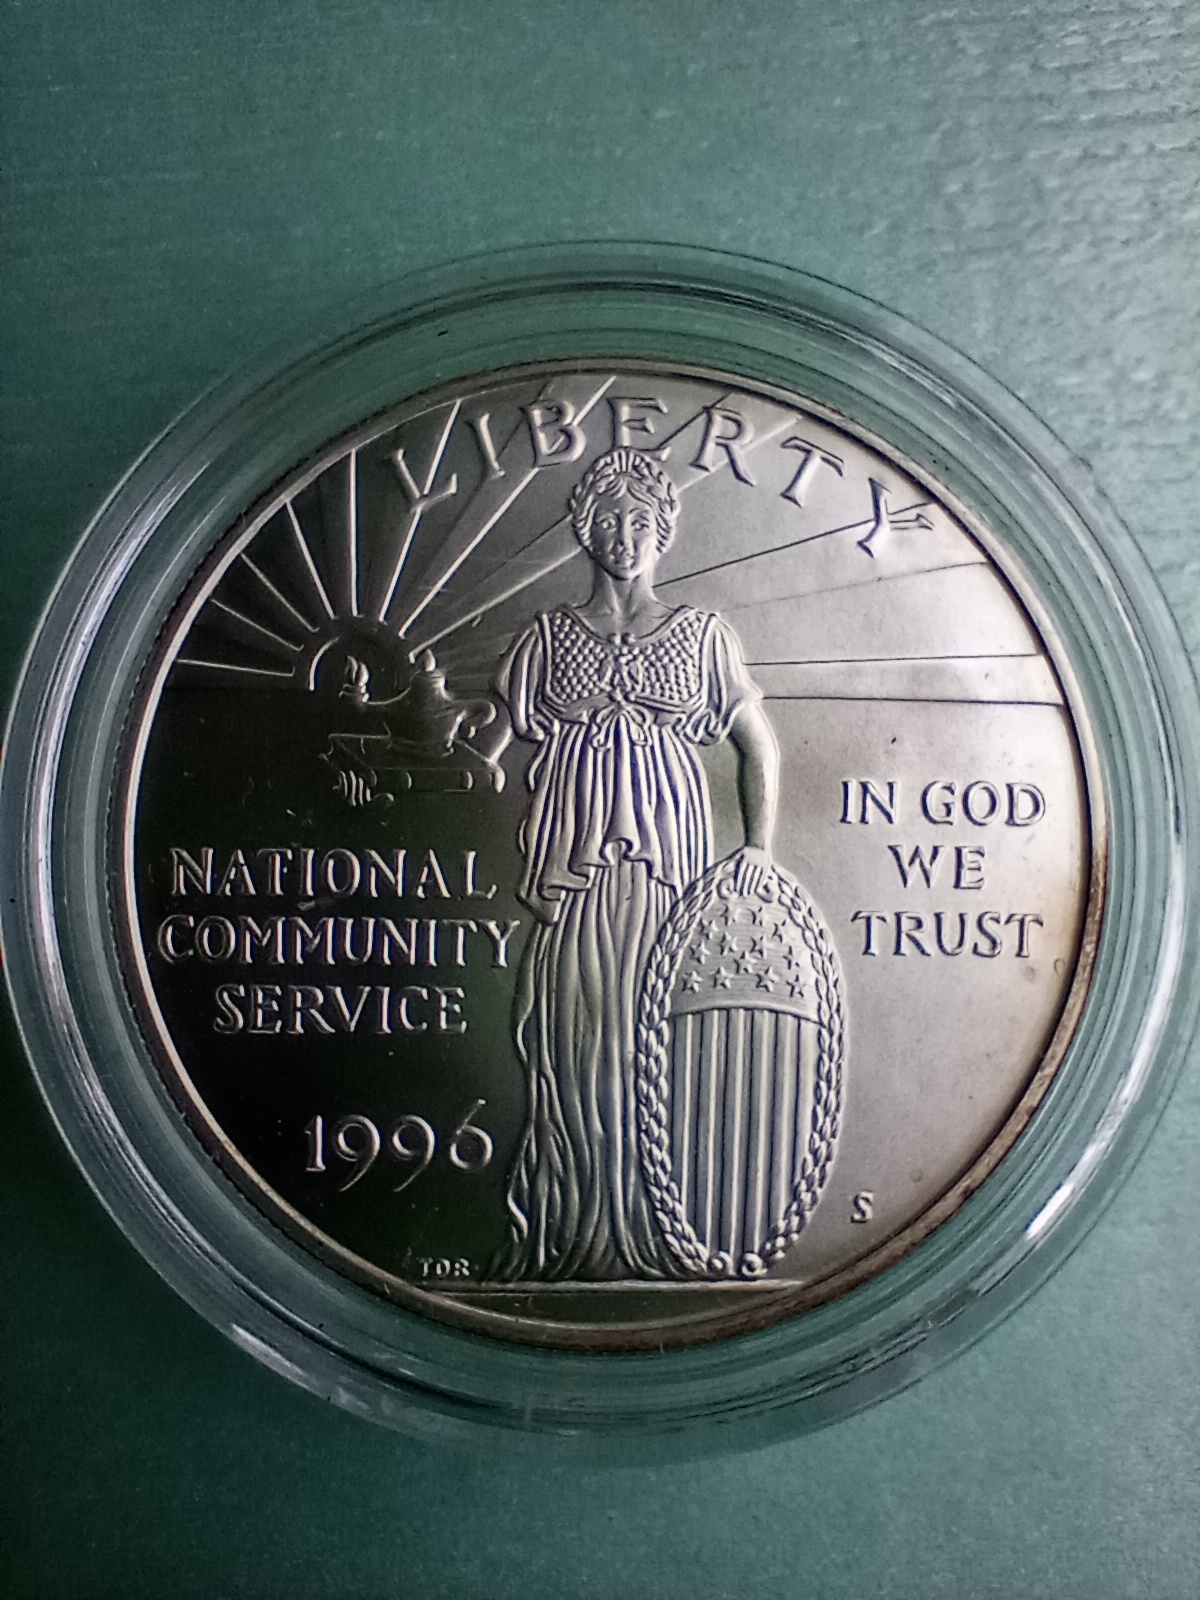 LIBERTY
NATIONAL
COMMUNITY
SERVICE
1996
IN GOD
WE
TRUST
S
TDR